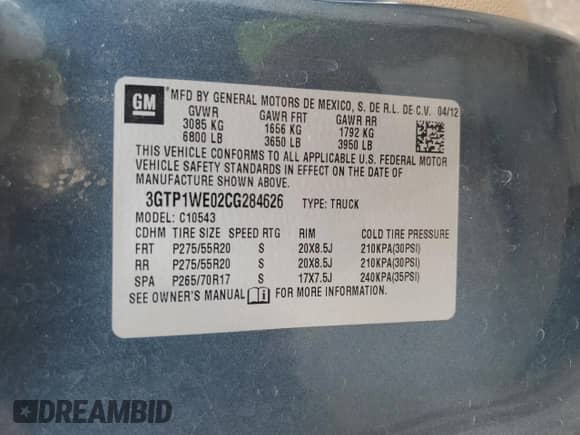 GM
® MFD BY GENERAL MOTORS DE MEXICO, S. DE R.L. DE C.V. 04/12
GVWR GAWR FRT GAWR RR
3085 KG 1656 KG 1792 KG
6800 LB 3650 LB 3950 LB
THIS VEHICLE CONFORMS TO ALL APPLICABLE U.S. FEDERAL MOTOR
VEHICLE SAFETY STANDARDS IN EFFECT ON THE DATE OF
MANUFACTURE SHOWN ABOVE.
3GTP1WE02CG284626 TYPE: TRUCK
MODEL: C10543
CDHM TIRE SIZE SPEED RTG RIM COLD TIRE PRESSURE
FRT P275/55R20 S 20X8.5J 210KPA(30PSI)
RR P275/55R20 S 20X8.5J 210KPA(30PSI)
SPA P265/70R17 S 17X7.5J 240KPA(35PSI)
SEE OWNER'S MANUAL FOR MORE INFORMATION.
DREAMBID